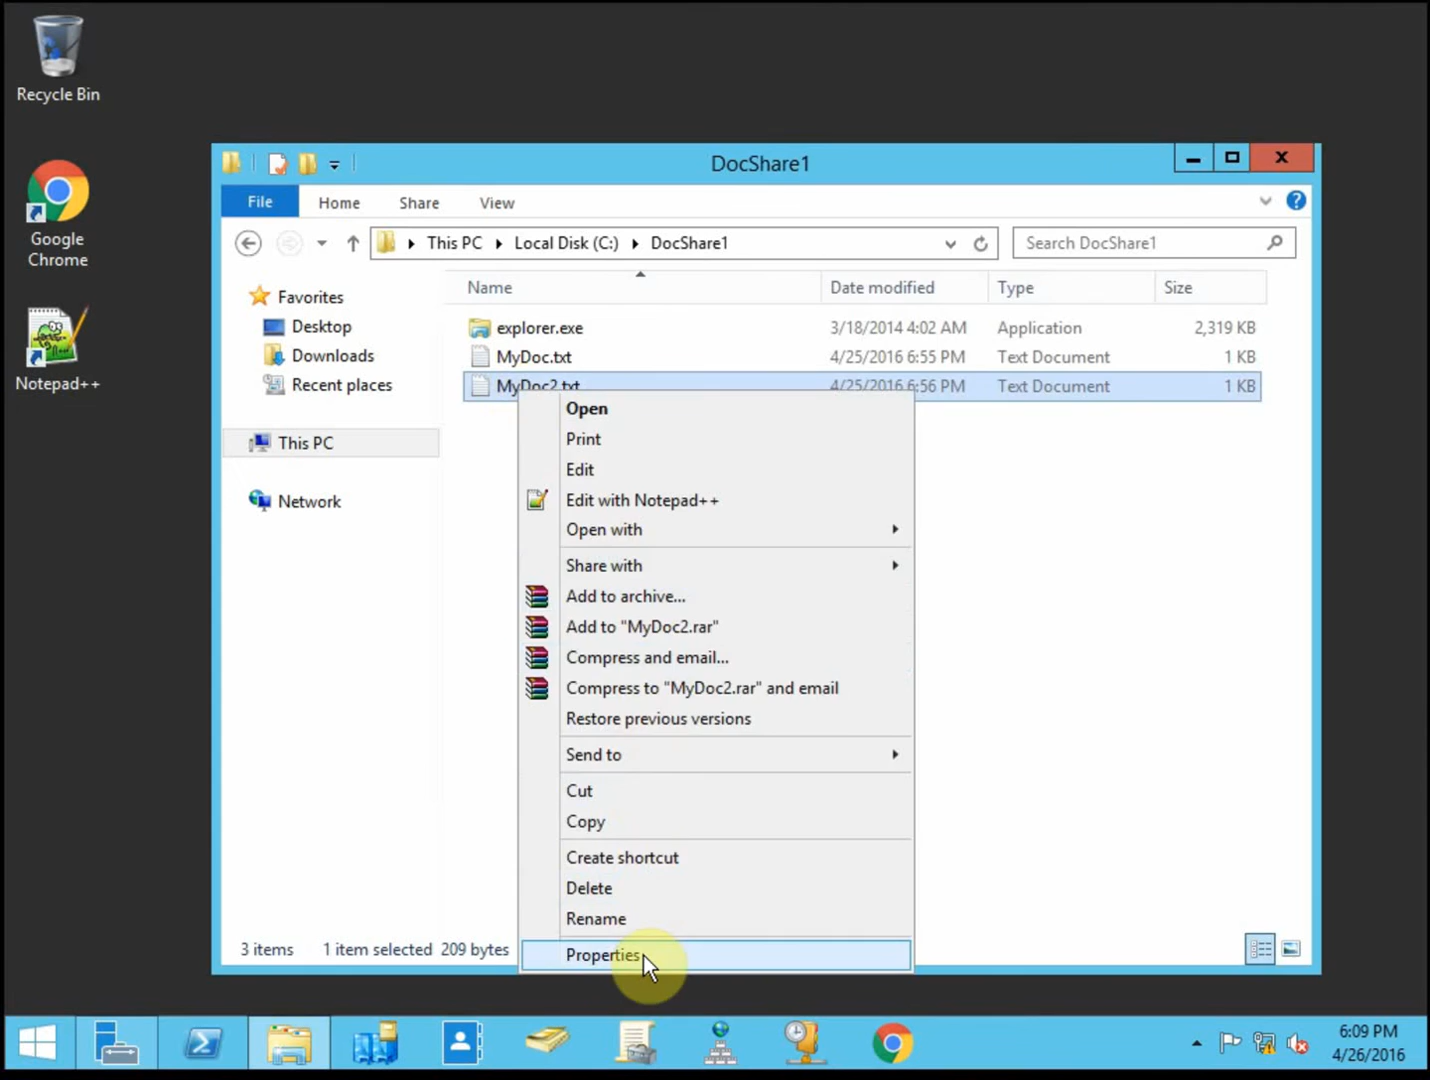 Recycle Bin
Google
Chrome
Notepad++
DocShare1
File Home Share View
This PC Local Disk (C:) DocShare1
Search DocShare1
Name Date modified Type Size
Favorites
Desktop
Downloads
Recent places
This PC
Network
explorer.exe 3/18/2014 4:02 AM Application 2,319 KB
MyDoc.txt 4/25/2016 6:55 PM Text Document 1 KB
MyDoc2.txt 4/25/2016 6:56 PM Text Document 1 KB
Open
Print
Edit
Edit with Notepad++
Open with
Share with
Add to archive...
Add to "MyDoc2.rar"
Compress and email...
Compress to "MyDoc2.rar" and email
Restore previous versions
Send to
Cut
Copy
Create shortcut
Delete
Rename
Properties
3 items 1 item selected 209 bytes
6:09 PM
4/26/2016